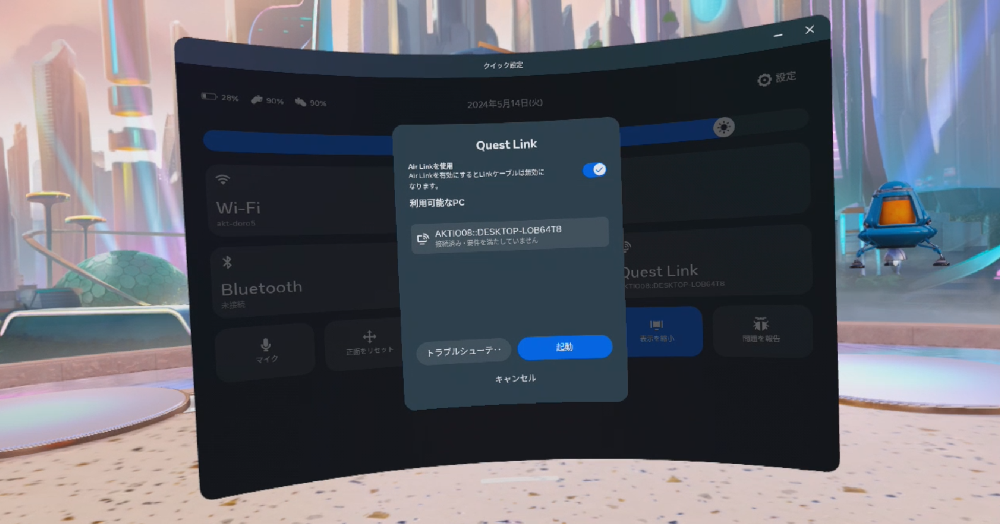 クイック設定
28%
90%
90%
2024年5月14日(火)
設定
Wi-Fi
akt-doro5
Bluetooth
未接続
マイク
正面をリセット
Quest Link
Air Linkを使用
Air Linkを有効にするとLinkケーブルは無効に
なります。
利用可能なPC
AKTIO08::DESKTOP-LOB64T8
接続済み・要件を満たしていません
トラブルシューテ‥
起動
キャンセル
Quest Link
KTIO08::DESKTOP-LOB64T8
表示を縮小
問題を報告